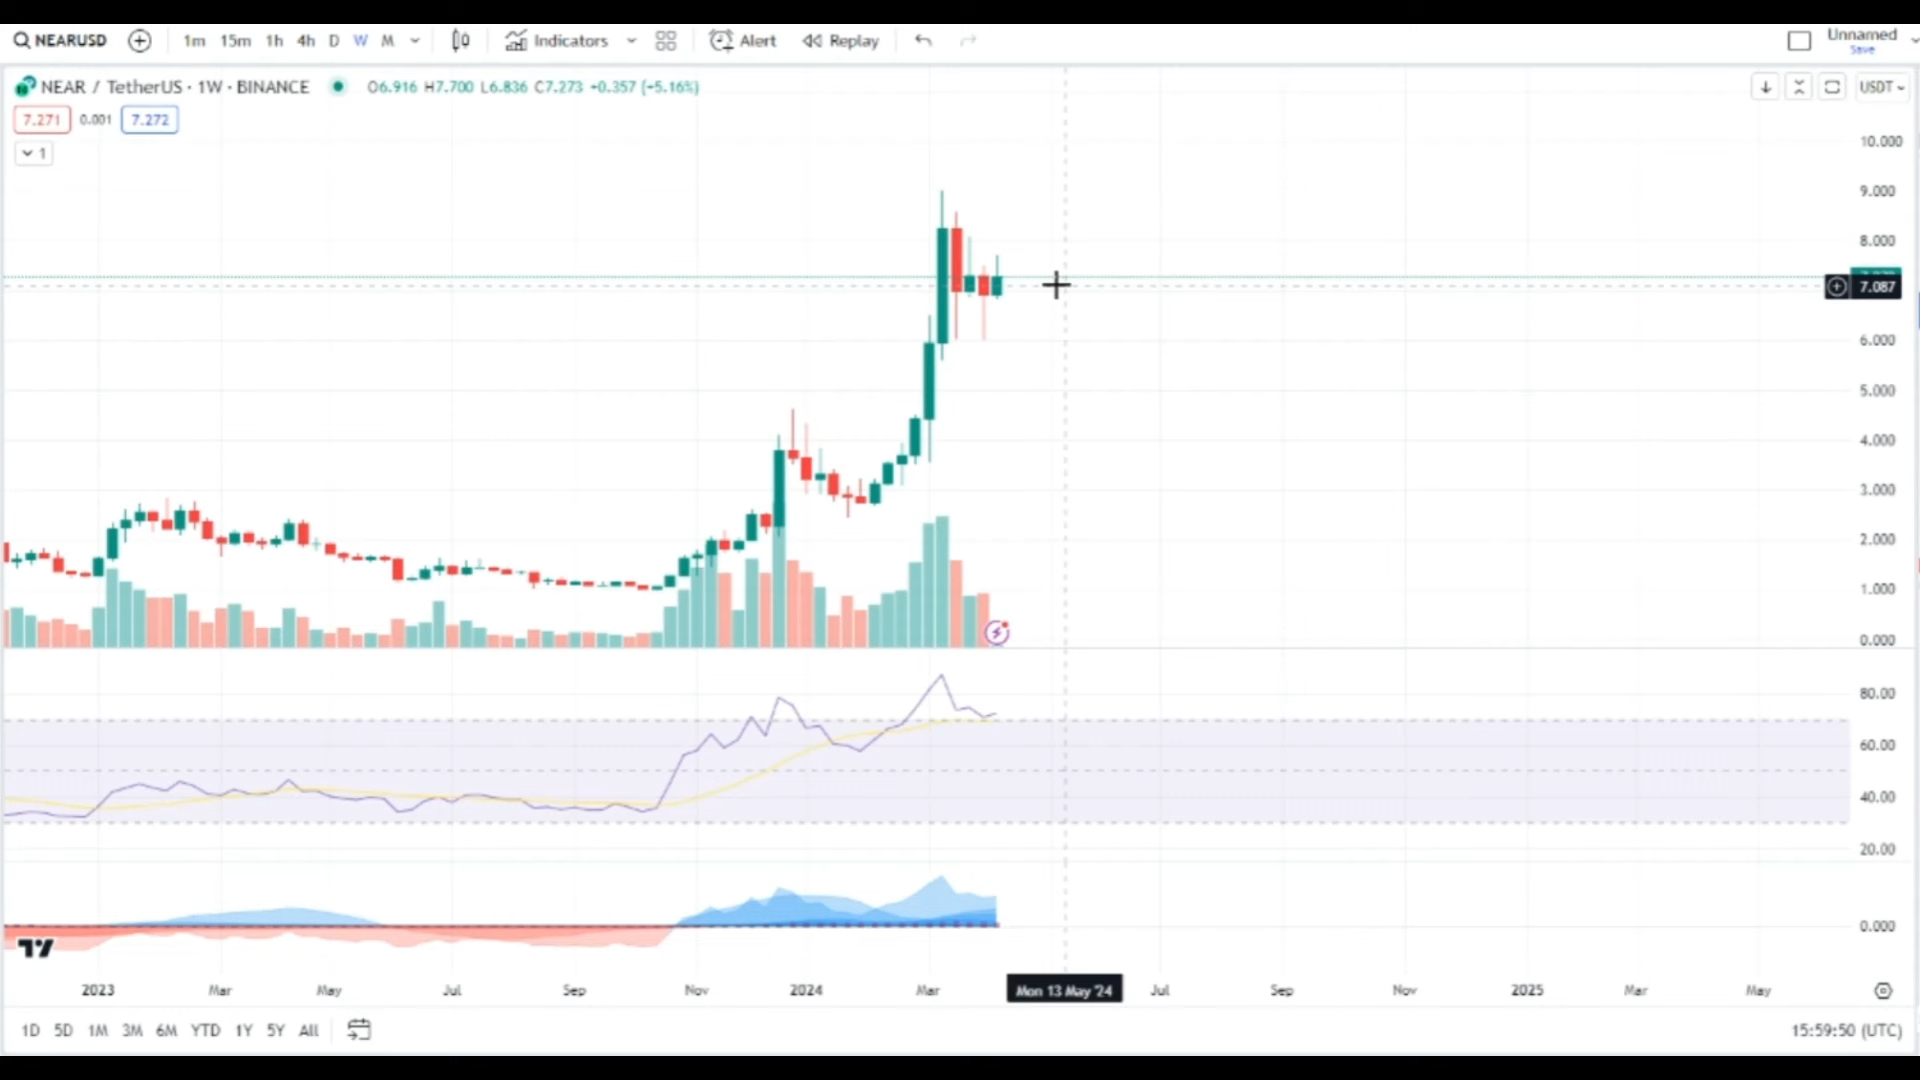 NEARUSD 1m 15m 1h 4h D W M Indicators Alert Replay Unnamed
Save
NEAR / TetherUS · 1W · BINANCE O6.916 H7.700 L6.836 C7.273 +0.357 (+5.16%) USDT
7.271 0.001 7.272
1
10.000
9.000
8.000
7.087
6.000
5.000
4.000
3.000
2.000
1.000
0.000
80.00
60.00
40.00
20.00
0.000
2023 Mar May Jul Sep Nov 2024 Mar Mon 13 May '24 Jul Sep Nov 2025 Mar May
1D 5D 1M 3M 6M YTD 1Y 5Y All 15:59:50 (UTC)